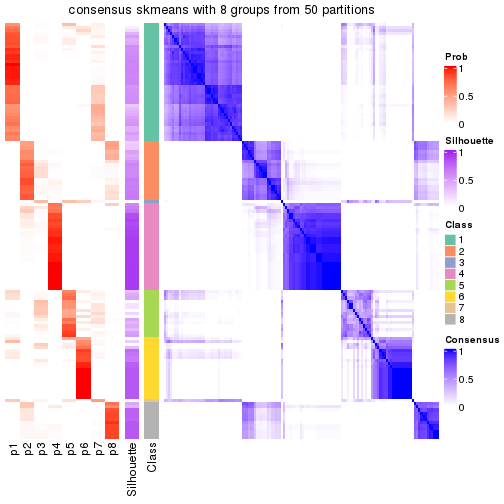 consensus skmeans with 8 groups from 50 partitions
Prob
1
0.5
0
Silhouette
1
0.5
0
Class
1
2
3
4
5
6
7
8
Consensus
1
0.5
0
p1
p2
p3
p4
p5
p6
p7
p8
Silhouette
Class